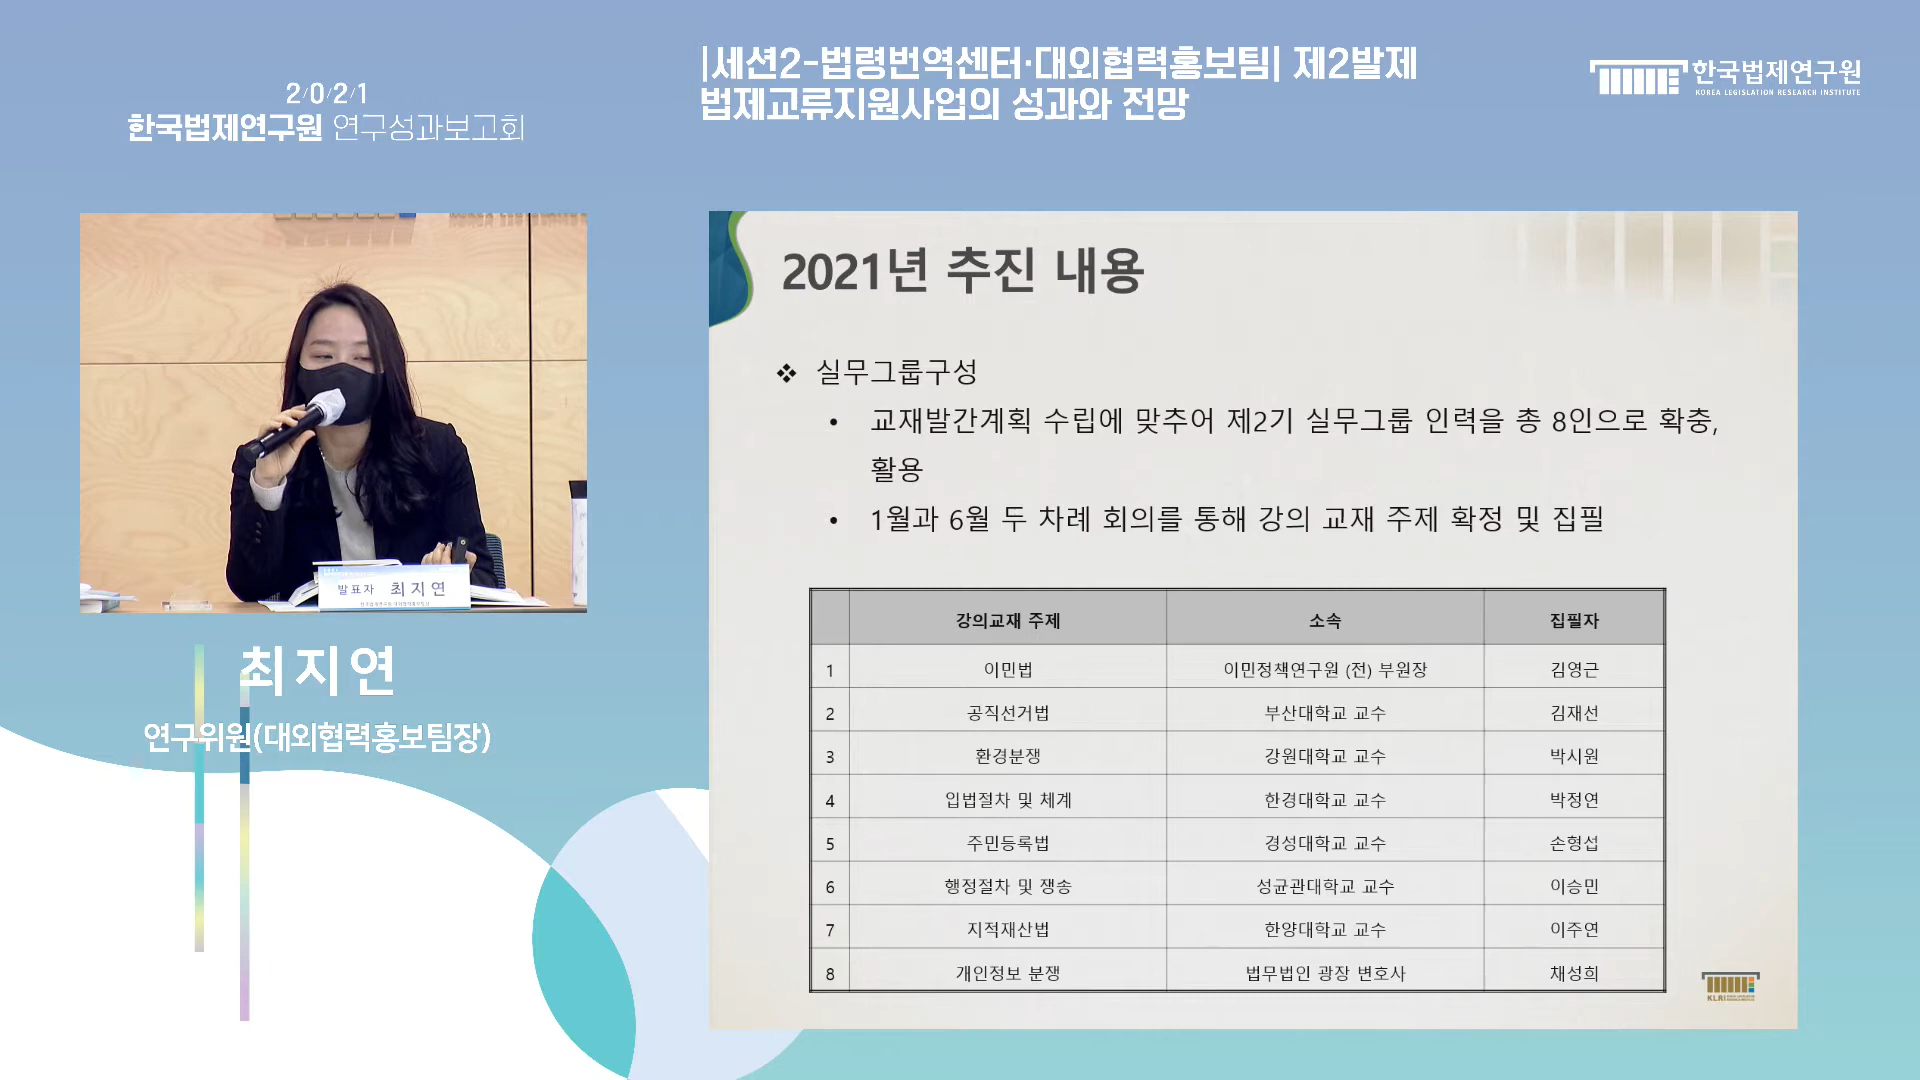 2/0/2/1
한국법제연구원 연구성과보고회
|세션2-법령번역센터·대외협력홍보팀| 제2발제
법제교류지원사업의 성과와 전망
한국법제연구원
KOREA LEGISLATION RESEARCH INSTITUTE
발표자 최지연
최지연
연구위원(대외협력홍보팀장)
2021년 추진 내용
❖ 실무그룹구성
• 교재발간계획 수립에 맞추어 제2기 실무그룹 인력을 총 8인으로 확충,
활용
• 1월과 6월 두 차례 회의를 통해 강의 교재 주제 확정 및 집필
강의교재 주제 소속 집필자
1 이민법 이민정책연구원 (전) 부원장 김영근
2 공직선거법 부산대학교 교수 김재선
3 환경분쟁 강원대학교 교수 박시원
4 입법절차 및 체계 한경대학교 교수 박정연
5 주민등록법 경성대학교 교수 손형섭
6 행정절차 및 쟁송 성균관대학교 교수 이승민
7 지적재산법 한양대학교 교수 이주연
8 개인정보 분쟁 법무법인 광장 변호사 채성희
KLRI